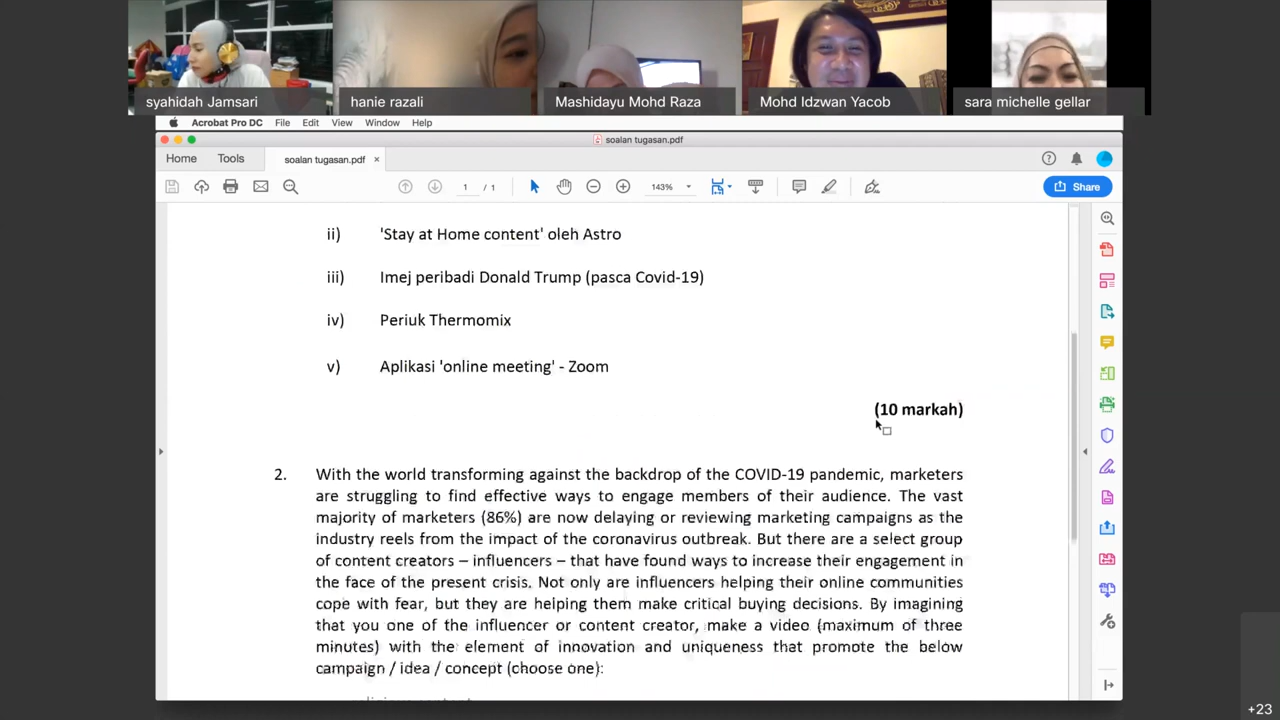 syahidah Jamsari
hanie razali
Mashidayu Mohd Raza
Mohd Idzwan Yacob
sara michelle gellar
Acrobat Pro DC File Edit View Window Help
soalan tugasan.pdf
Home Tools soalan tugasan.pdf ×
1 / 1 143% Share
ii) 'Stay at Home content' oleh Astro
iii) Imej peribadi Donald Trump (pasca Covid-19)
iv) Periuk Thermomix
v) Aplikasi 'online meeting' - Zoom
(10 markah)
2. With the world transforming against the backdrop of the COVID-19 pandemic, marketers
are struggling to find effective ways to engage members of their audience. The vast
majority of marketers (86%) are now delaying or reviewing marketing campaigns as the
industry reels from the impact of the coronavirus outbreak. But there are a select group
of content creators – influencers – that have found ways to increase their engagement in
the face of the present crisis. Not only are influencers helping their online communities
cope with fear, but they are helping them make critical buying decisions. By imagining
that you one of the influencer or content creator, make a video (maximum of three
minutes) with the element of innovation and uniqueness that promote the below
campaign / idea / concept (choose one):
+23